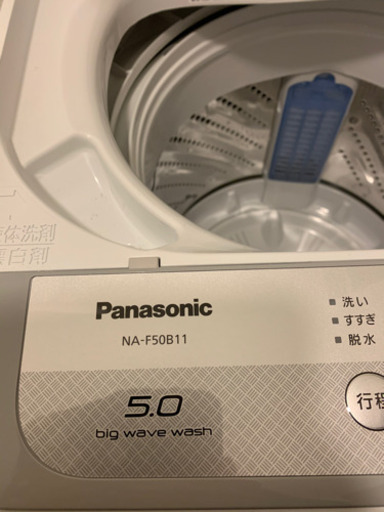 体洗剤
白剤
Panasonic
NA-F50B11
洗い
すすぎ
脱水
5.0
行程
big wave wash